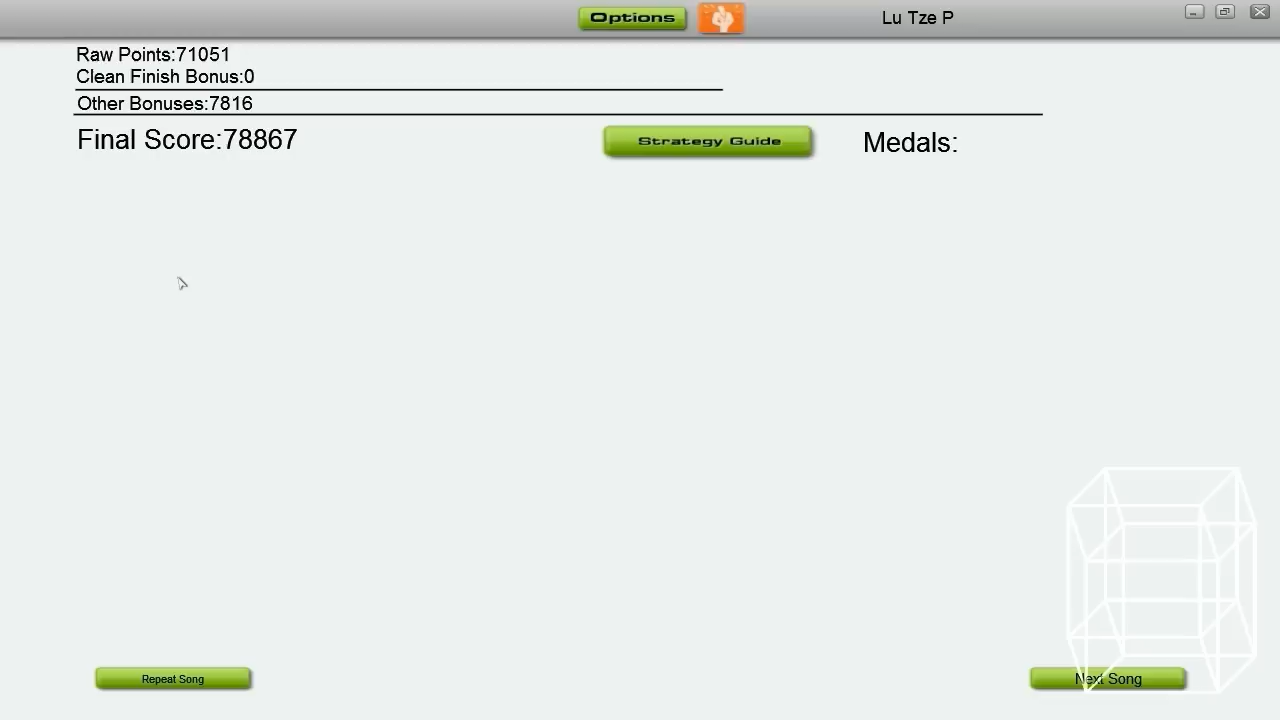 Options
Lu Tze P
Raw Points:71051
Clean Finish Bonus:0
Other Bonuses:7816
Final Score:78867
Strategy Guide
Medals:
Repeat Song
Next Song